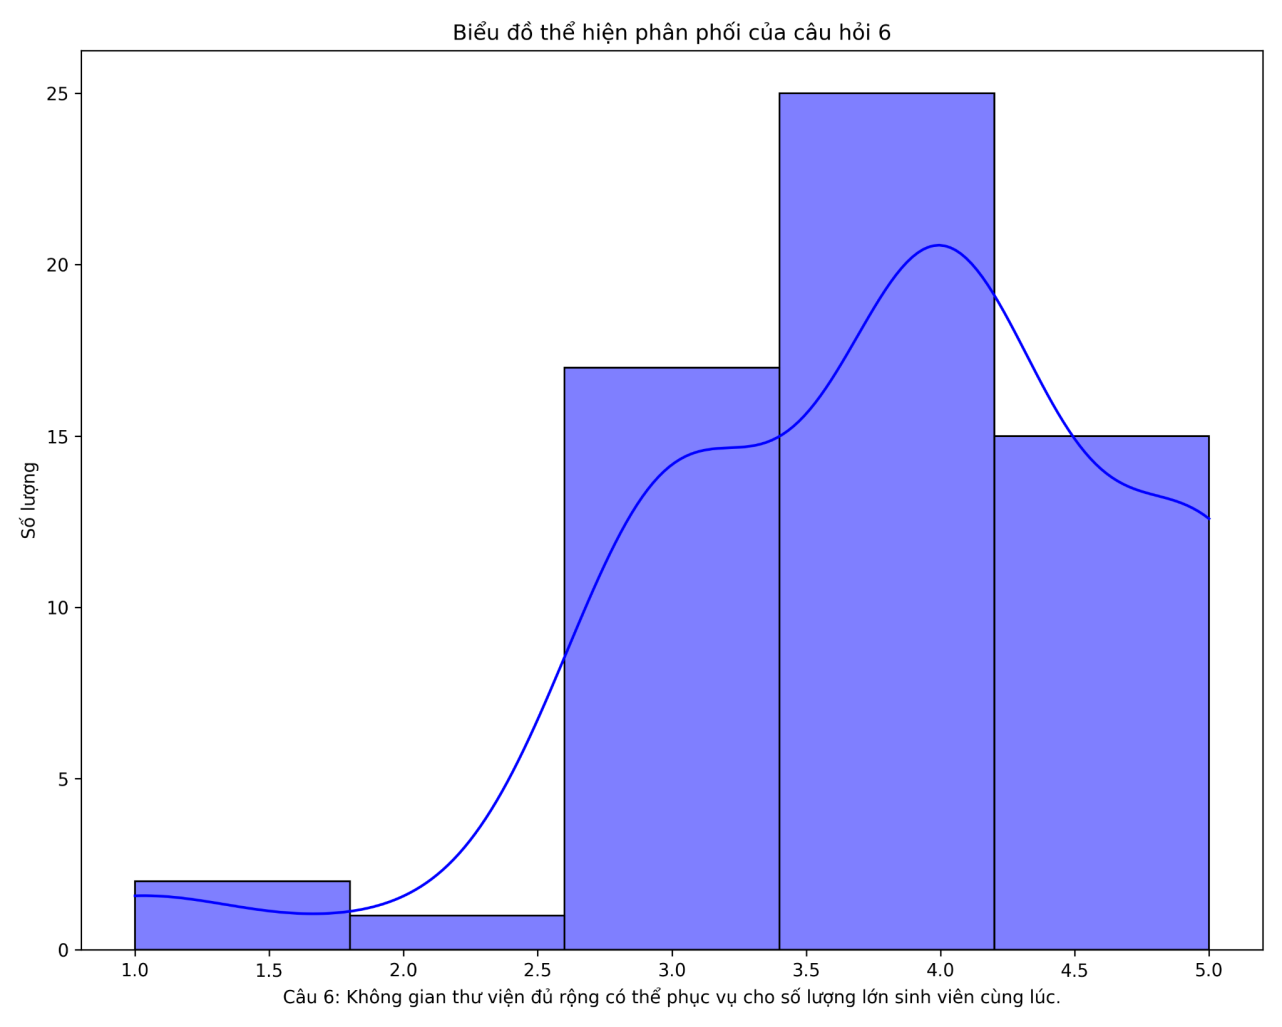 Biểu đồ thể hiện phân phối của câu hỏi 6
25
20
15
10
5
0
Số lượng
1.0 1.5 2.0 2.5 3.0 3.5 4.0 4.5 5.0
Câu 6: Không gian thư viện đủ rộng có thể phục vụ cho số lượng lớn sinh viên cùng lúc.